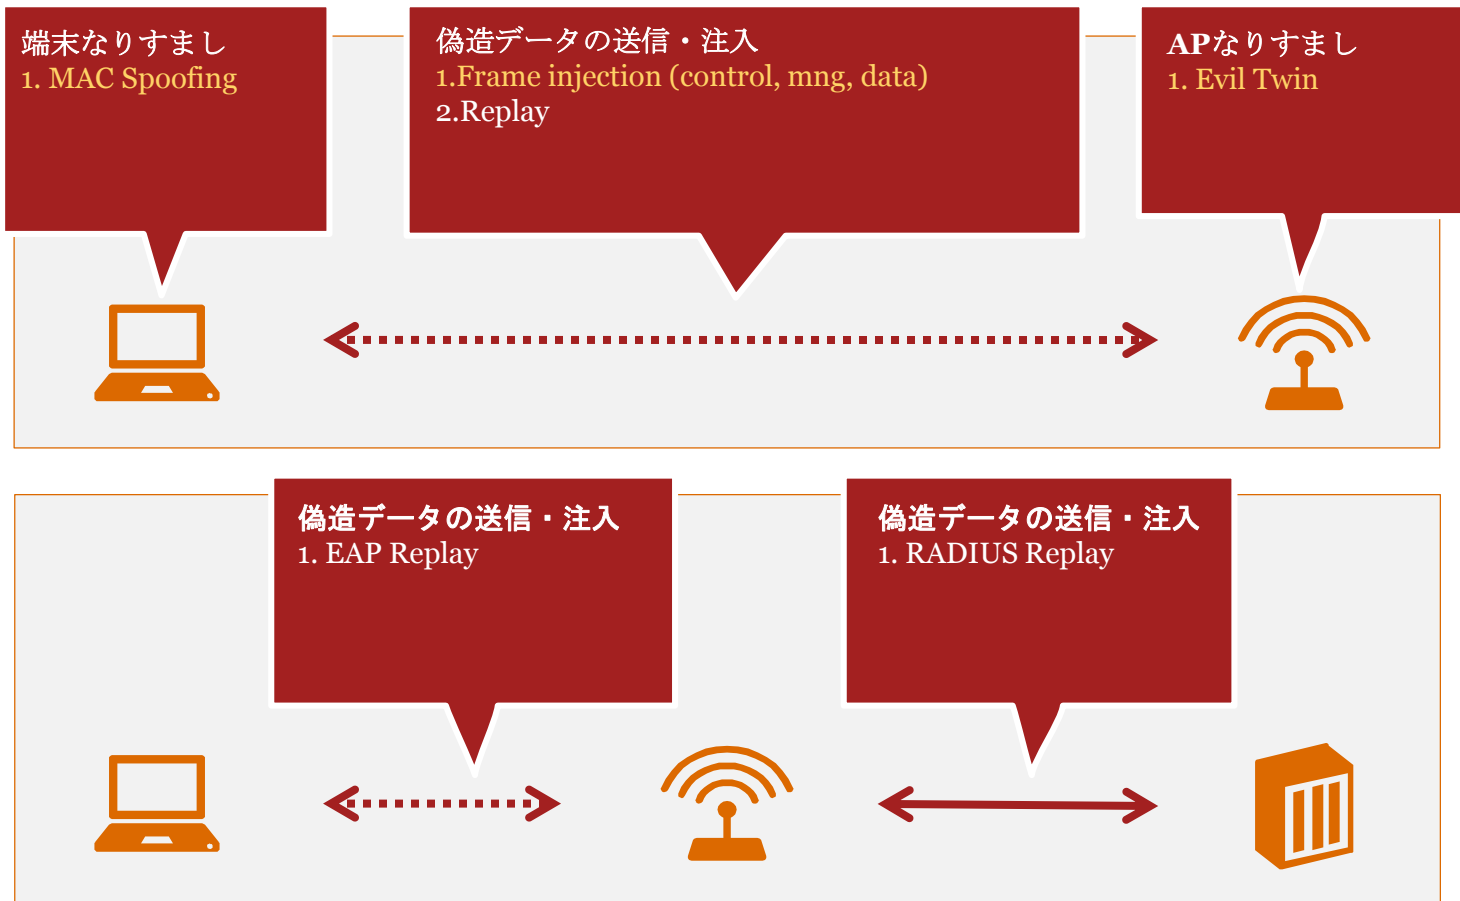 端末なりすまし
1. MAC Spoofing
偽造データの送信・注入
1.Frame injection (control, mng, data)
2.Replay
APなりすまし
1. Evil Twin
偽造データの送信・注入
1. EAP Replay
偽造データの送信・注入
1. RADIUS Replay